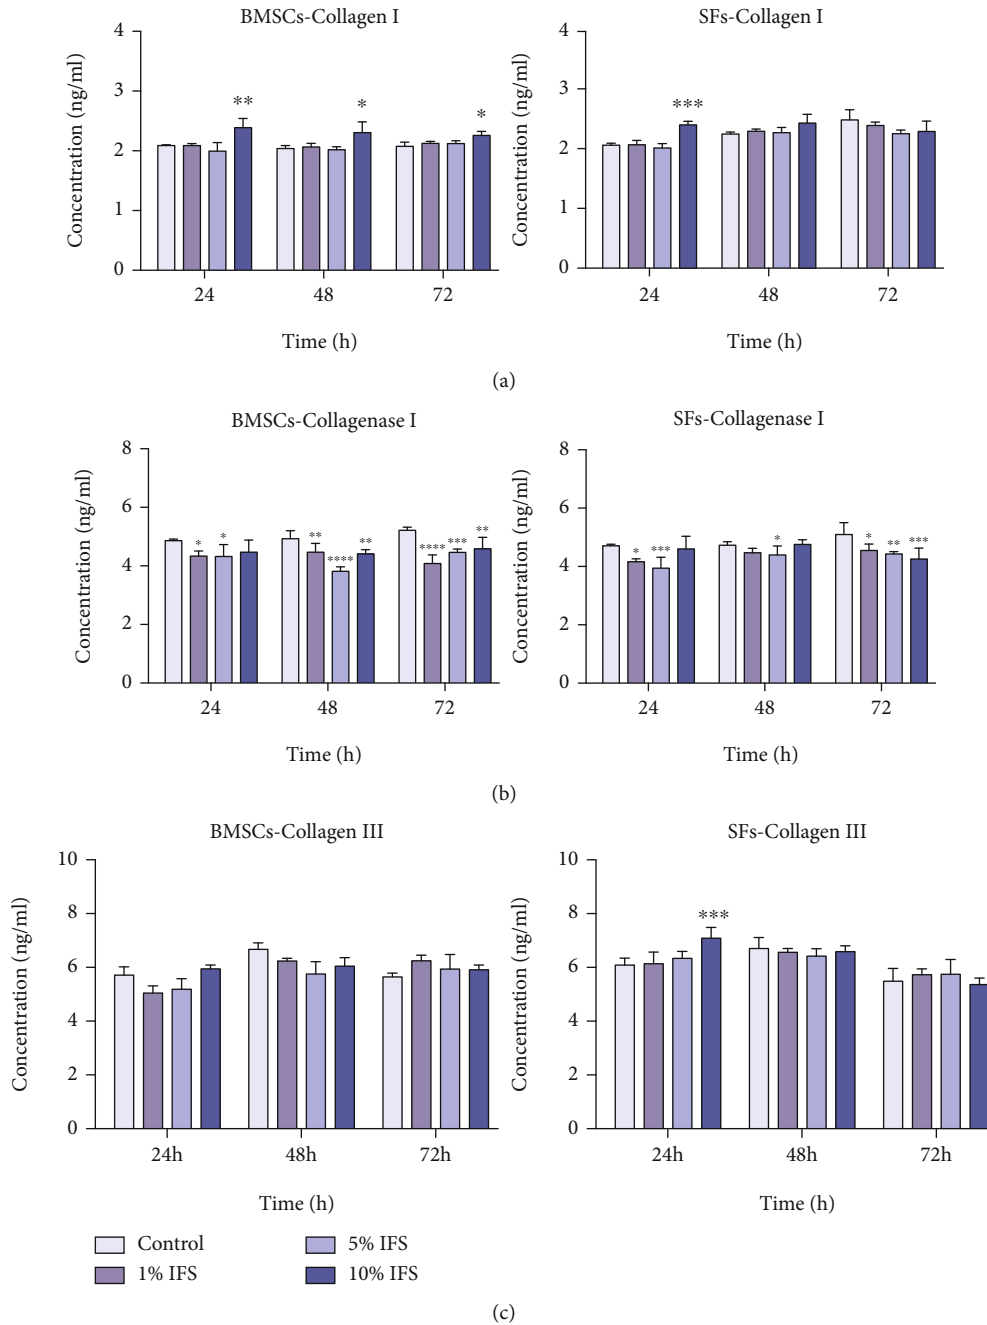 BMSCs-Collagen I
SFs-Collagen I
Concentration (ng/ml)
4
3
2
1
0
**
*
*
24
48
72
Time (h)
Concentration (ng/ml)
4
3
2
1
0
***
24
48
72
Time (h)
(a)
BMSCs-Collagenase I
SFs-Collagenase I
Concentration (ng/ml)
8
6
4
2
0
*
*
**
****
**
****
***
**
24
48
72
Time (h)
Concentration (ng/ml)
8
6
4
2
0
*
***
*
*
**
***
24
48
72
Time (h)
(b)
BMSCs-Collagen III
SFs-Collagen III
Concentration (ng/ml)
10
8
6
4
2
0
24h
48h
72h
Time (h)
Concentration (ng/ml)
10
8
6
4
2
0
***
24h
48h
72h
Time (h)
Control
5% IFS
1% IFS
10% IFS
(c)